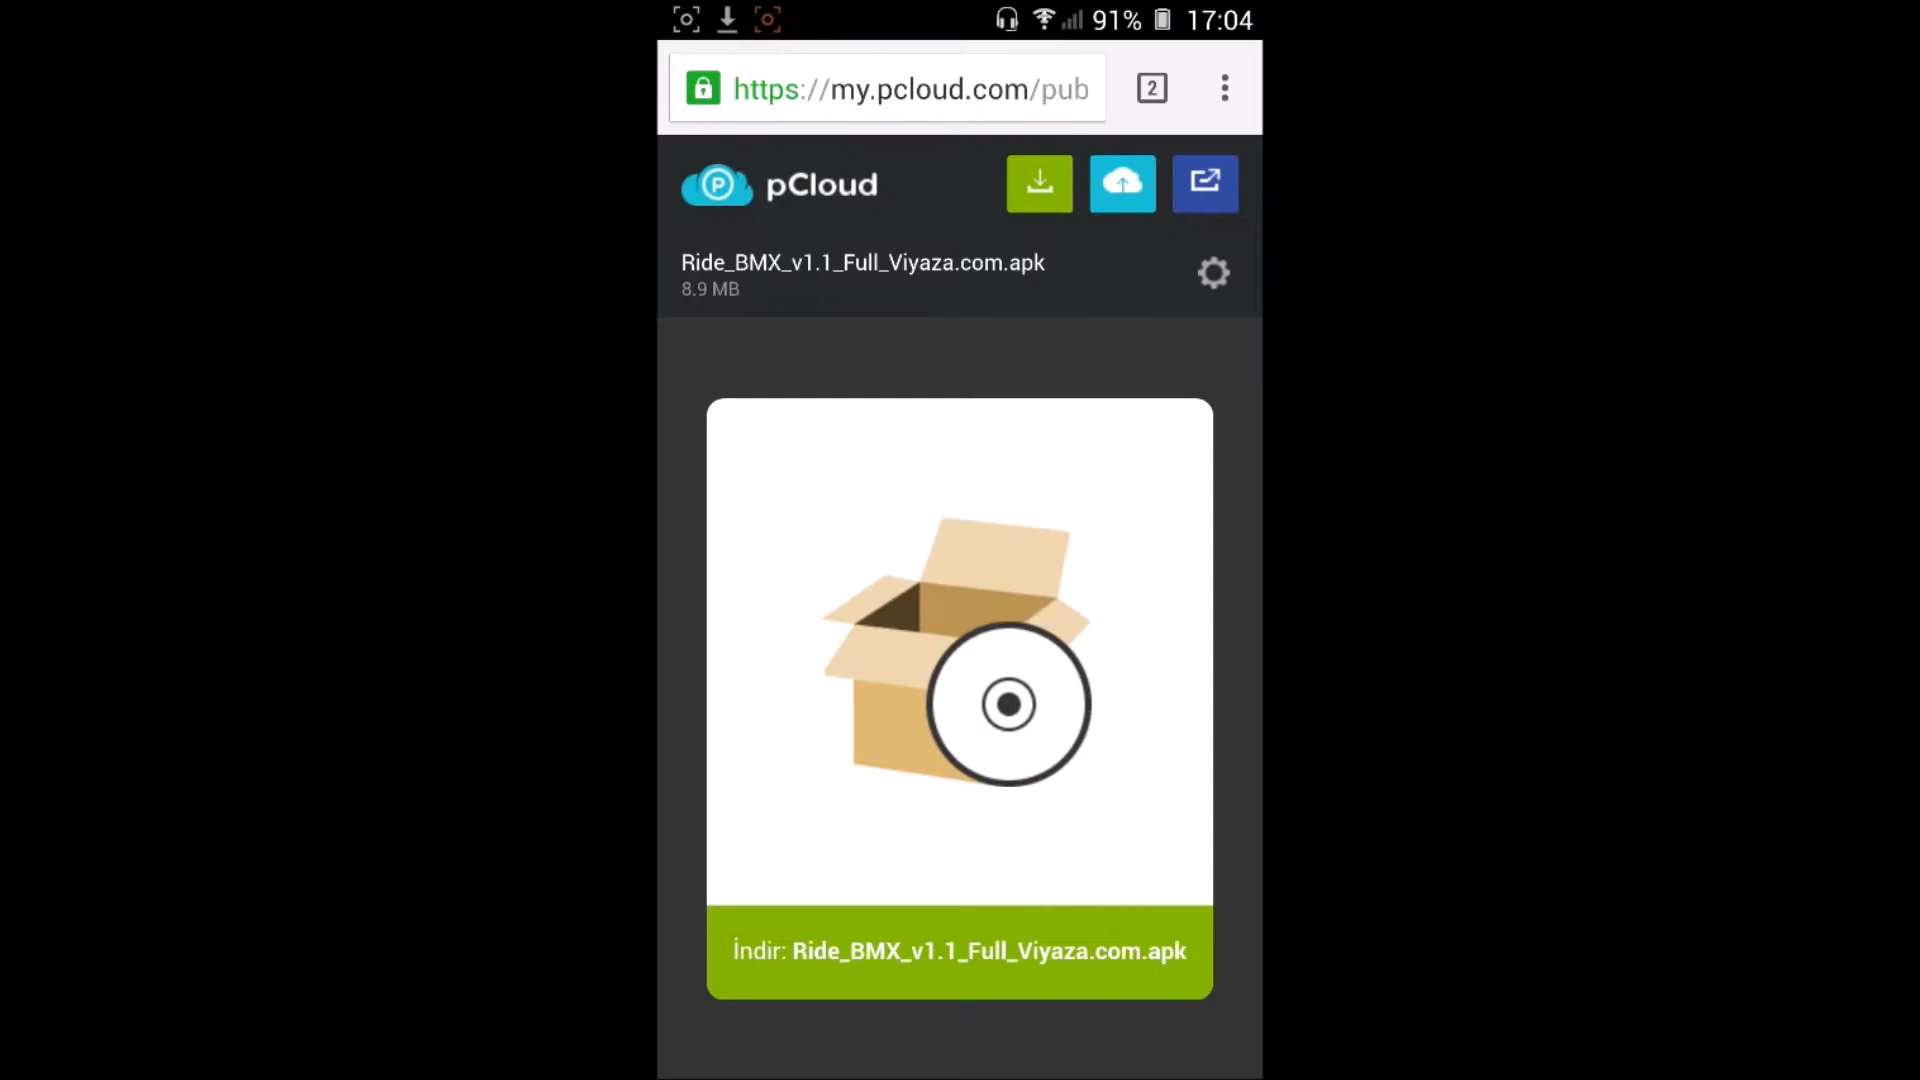 91% 17:04
https://my.pcloud.com/pub 2
P pCloud
Ride_BMX_v1.1_Full_Viyaza.com.apk
8.9 MB
İndir: Ride_BMX_v1.1_Full_Viyaza.com.apk